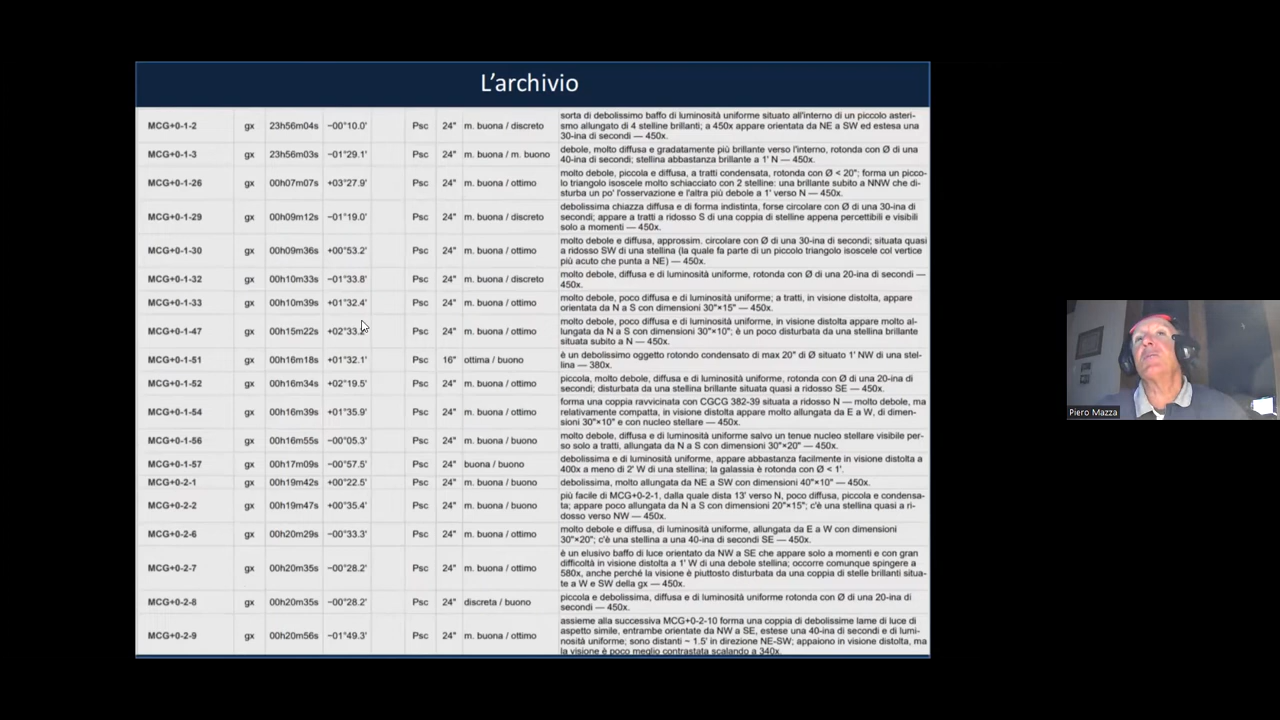 L'archivio
MCG+0-1-2 gx 23h56m04s −00°10.0' Psc 24" m. buona / discreto sorta di debolissimo baffo di luminosità uniforme situato all'interno di un piccolo asteri-
smo allungato di 4 stelline brillanti; a 450x appare orientata da NE a SW ed estesa una
30-ina di secondi — 450x.
MCG+0-1-3 gx 23h56m03s −01°29.1' Psc 24" m. buona / m. buono debole, molto diffusa e gradatamente più brillante verso l'interno, rotonda con Ø di una
40-ina di secondi; stellina abbastanza brillante a 1' N — 450x.
MCG+0-1-26 gx 00h07m07s +03°27.9' Psc 24" m. buona / ottimo molto debole, piccola e diffusa, a tratti condensata, rotonda con Ø < 20"; forma un picco-
lo triangolo isoscele molto schiacciato con 2 stelline: una brillante subito a NNW che di-
sturba un po' l'osservazione e l'altra più debole a 1' verso N — 450x.
MCG+0-1-29 gx 00h09m12s −01°19.0' Psc 24" m. buona / discreto debolissima chiazza diffusa e di forma indistinta, forse circolare con Ø di una 30-ina di
secondi; appare a tratti a ridosso S di una coppia di stelline appena percettibili e visibili
solo a momenti — 450x.
MCG+0-1-30 gx 00h09m36s +00°53.2' Psc 24" m. buona / ottimo molto debole e diffusa, approssim. circolare con Ø di una 30-ina di secondi; situata quasi
a ridosso SW di una stellina (la quale fa parte di un piccolo triangolo isoscele col vertice
più acuto che punta a NE) — 450x.
MCG+0-1-32 gx 00h10m33s −01°33.8' Psc 24" m. buona / discreto molto debole, diffusa e di luminosità uniforme, rotonda con Ø di una 20-ina di secondi —
450x.
MCG+0-1-33 gx 00h10m39s +01°32.4' Psc 24" m. buona / ottimo molto debole, poco diffusa e di luminosità uniforme; a tratti, in visione distolta, appare
orientata da N a S con dimensioni 30"×15" — 450x.
MCG+0-1-47 gx 00h15m22s Psc 24" m. buona / ottimo molto debole, poco diffusa e di luminosità uniforme, in visione distolta appare molto al-
lungata da N a S con dimensioni 30"×10"; è un poco disturbata da una stellina brillante
situata subito a N — 450x.
MCG+0-1-51 gx 00h16m18s +01°32.1' Psc 16" ottima / buono è un debolissimo oggetto rotondo condensato di max 20" di Ø situato 1' NW di una stel-
lina — 380x.
MCG+0-1-52 gx 00h16m34s +02°19.5' Psc 24" m. buona / ottimo piccola, molto debole, diffusa e di luminosità uniforme, rotonda con Ø di una 20-ina di
secondi; disturbata da una stellina brillante situata quasi a ridosso SE — 450x.
MCG+0-1-54 gx 00h16m39s +01°35.9' Psc 24" m. buona / ottimo forma una coppia ravvicinata con CGCG 382-39 situata a ridosso N — molto debole, ma
relativamente compatta, in visione distolta appare molto allungata da E a W, di dimen-
sioni 30"×10" e con nucleo stellare — 450x.
MCG+0-1-56 gx 00h16m55s −00°05.3' Psc 24" m. buona / buono molto debole, diffusa e di luminosità uniforme salvo un tenue nucleo stellare visibile per-
so solo a tratti, allungata da N a S con dimensioni 30"×20" — 450x.
MCG+0-1-57 gx 00h17m09s −00°57.5' Psc 24" buona / buono debolissima e di luminosità uniforme, appare abbastanza facilmente in visione distolta a
400x a meno di 2' W di una stellina; la galassia è rotonda con Ø < 1'.
MCG+0-2-1 gx 00h19m42s +00°22.5' Psc 24" m. buona / buono debolissima, molto allungata da NE a SW con dimensioni 40"×10" — 450x.
MCG+0-2-2 gx 00h19m47s +00°35.4' Psc 24" m. buona / buono più facile di MCG+0-2-1, dalla quale dista 13' verso N, poco diffusa, piccola e condensa-
ta; appare poco allungata da N a S con dimensioni 20"×15"; c'è una stellina quasi a ri-
dosso verso NW — 450x.
MCG+0-2-6 gx 00h20m29s −00°33.3' Psc 24" m. buona / ottimo molto debole e diffusa, di luminosità uniforme, allungata da E a W con dimensioni
30"×20"; c'è una stellina a una 40-ina di secondi SE — 450x.
MCG+0-2-7 gx 00h20m35s −00°28.2' Psc 24" m. buona / ottimo è un elusivo baffo di luce orientato da NW a SE che appare solo a momenti e con gran
difficoltà in visione distolta a 1' W di una debole stellina; occorre comunque spingere a
580x, anche perché la visione è piuttosto disturbata da una coppia di stelle brillanti situa-
te a W e SW della gx — 450x.
MCG+0-2-8 gx 00h20m35s −00°28.2' Psc 24" discreta / buono piccola e debolissima, diffusa e di luminosità uniforme rotonda con Ø di una 20-ina di
secondi — 450x.
MCG+0-2-9 gx 00h20m56s −01°49.3' Psc 24" m. buona / ottimo assieme alla successiva MCG+0-2-10 forma una coppia di debolissime lame di luce di
aspetto simile, entrambe orientate da NW a SE, estese una 40-ina di secondi e di lumi-
nosità uniforme; sono distanti ~ 1.5' in direzione NE-SW; appaiono in visione distolta, ma
la visione è poco meglio contrastata scalando a 340x.
Piero Mazza